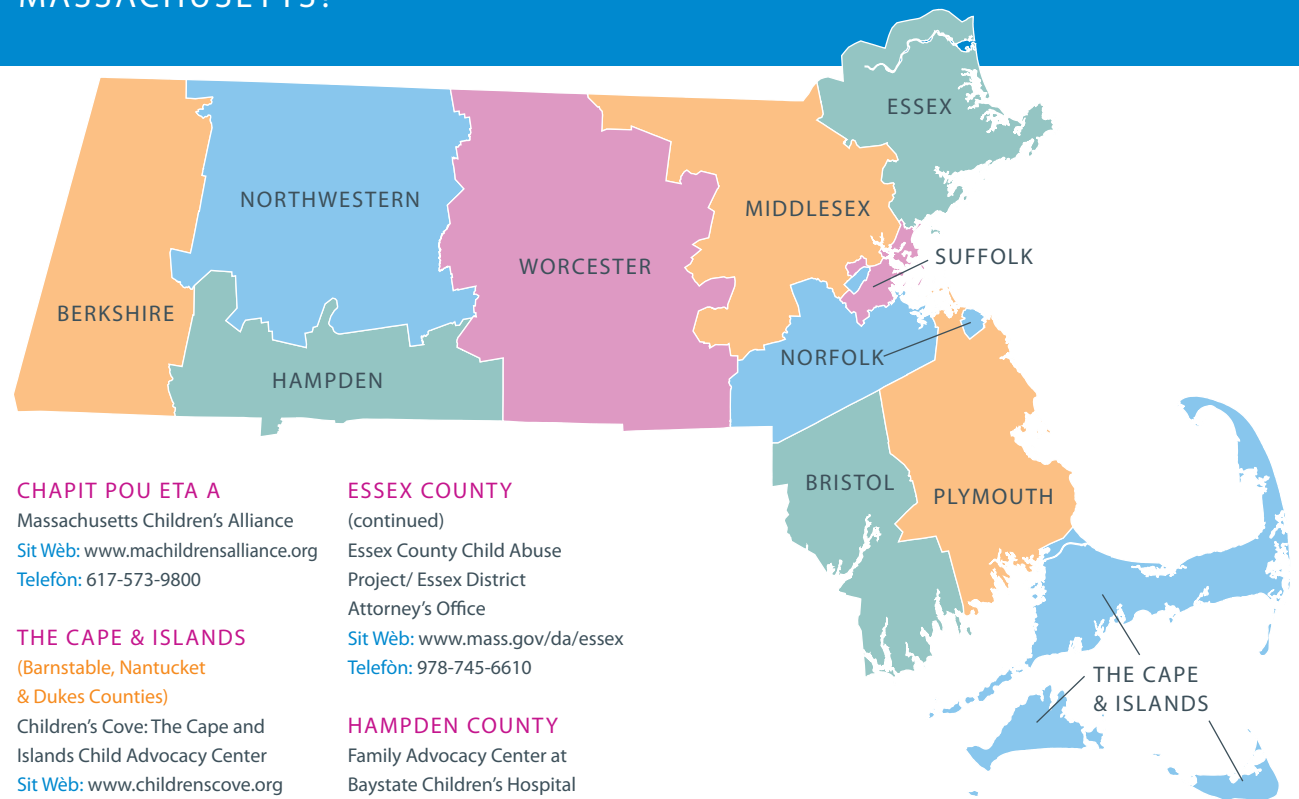 MASSACHUSETTS?
ESSEX
NORTHWESTERN
MIDDLESEX
SUFFOLK
WORCESTER
BERKSHIRE
NORFOLK
HAMPDEN
BRISTOL
PLYMOUTH
THE CAPE
& ISLANDS
CHAPIT POU ETA A
Massachusetts Children’s Alliance
Sit Wèb: www.machildrensalliance.org
Telefòn: 617-573-9800
THE CAPE & ISLANDS
(Barnstable, Nantucket
& Dukes Counties)
Children’s Cove: The Cape and
Islands Child Advocacy Center
Sit Wèb: www.childrenscove.org
ESSEX COUNTY
(continued)
Essex County Child Abuse
Project/ Essex District
Attorney’s Office
Sit Wèb: www.mass.gov/da/essex
Telefòn: 978-745-6610
HAMPDEN COUNTY
Family Advocacy Center at
Baystate Children’s Hospital